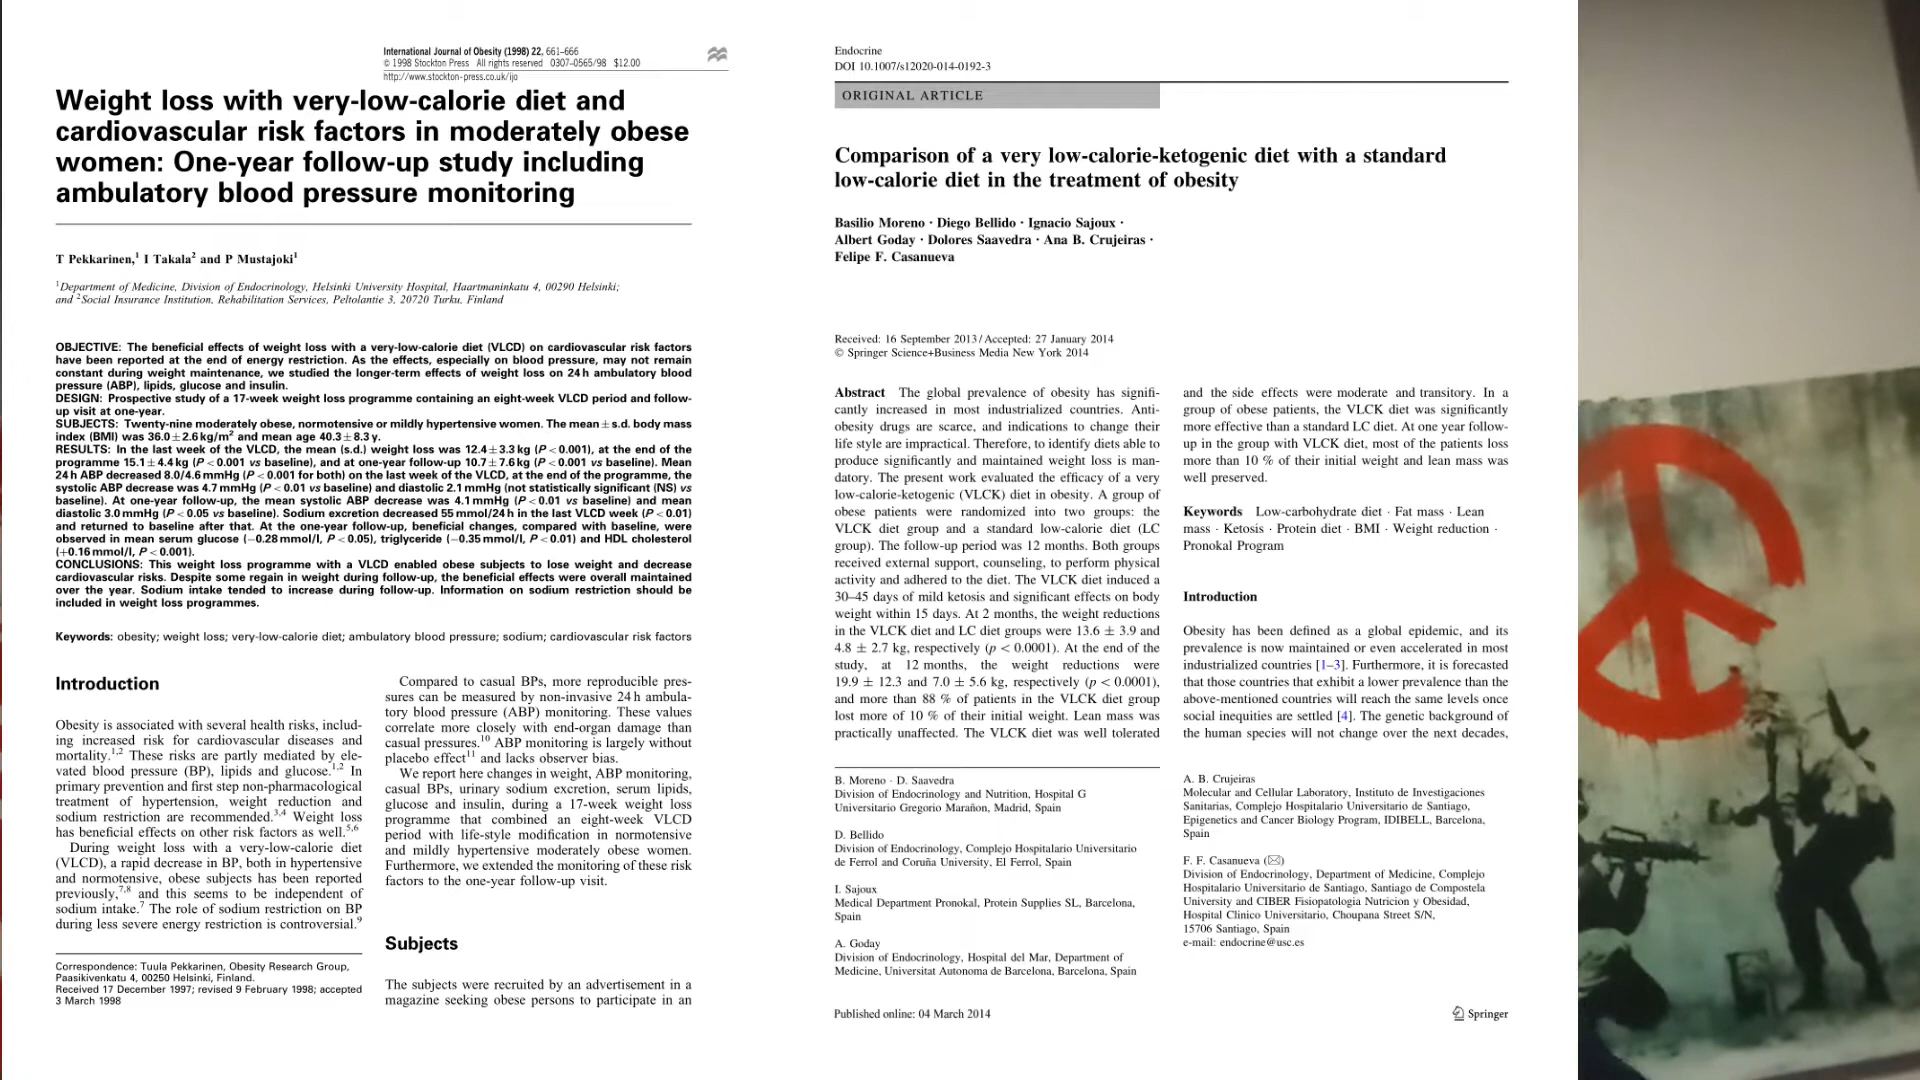 International Journal of Obesity (1998) 22, 661–666
© 1998 Stockton Press All rights reserved 0307-0565/98 $12.00
http://www.stockton-press.co.uk/ijo
Weight loss with very-low-calorie diet and
cardiovascular risk factors in moderately obese
women: One-year follow-up study including
ambulatory blood pressure monitoring
T Pekkarinen,1 I Takala2 and P Mustajoki1
1Department of Medicine, Division of Endocrinology, Helsinki University Hospital, Haartmaninkatu 4, 00290 Helsinki;
and 2Social Insurance Institution, Rehabilitation Services, Peltolantie 3, 20720 Turku, Finland
OBJECTIVE: The beneficial effects of weight loss with a very-low-calorie diet (VLCD) on cardiovascular risk factors
have been reported at the end of energy restriction. As the effects, especially on blood pressure, may not remain
constant during weight maintenance, we studied the longer-term effects of weight loss on 24 h ambulatory blood
pressure (ABP), lipids, glucose and insulin.
DESIGN: Prospective study of a 17-week weight loss programme containing an eight-week VLCD period and follow-
up visit at one-year.
SUBJECTS: Twenty-nine moderately obese, normotensive or mildly hypertensive women. The mean ± s.d. body mass
index (BMI) was 36.0 ± 2.6 kg/m2 and mean age 40.3 ± 8.3 y.
RESULTS: In the last week of the VLCD, the mean (s.d.) weight loss was 12.4 ± 3.3 kg (P < 0.001), at the end of the
programme 15.1 ± 4.4 kg (P < 0.001 vs baseline), and at one-year follow-up 10.7 ± 7.6 kg (P < 0.001 vs baseline). Mean
24 h ABP decreased 8.0/4.6 mmHg (P < 0.001 for both) on the last week of the VLCD, at the end of the programme, the
systolic ABP decrease was 4.7 mmHg (P < 0.01 vs baseline) and diastolic 2.1 mmHg (not statistically significant (NS) vs
baseline). At one-year follow-up, the mean systolic ABP decrease was 4.1 mmHg (P < 0.01 vs baseline) and mean
diastolic 3.0 mmHg (P < 0.05 vs baseline). Sodium excretion decreased 55 mmol/24 h in the last VLCD week (P < 0.01)
and returned to baseline after that. At the one-year follow-up, beneficial changes, compared with baseline, were
observed in mean serum glucose (−0.28 mmol/l, P < 0.05), triglyceride (−0.35 mmol/l, P < 0.01) and HDL cholesterol
(+0.16 mmol/l, P < 0.001).
CONCLUSIONS: This weight loss programme with a VLCD enabled obese subjects to lose weight and decrease
cardiovascular risks. Despite some regain in weight during follow-up, the beneficial effects were overall maintained
over the year. Sodium intake tended to increase during follow-up. Information on sodium restriction should be
included in weight loss programmes.
Keywords: obesity; weight loss; very-low-calorie diet; ambulatory blood pressure; sodium; cardiovascular risk factors
Introduction
Obesity is associated with several health risks, includ-
ing increased risk for cardiovascular diseases and
mortality.1,2 These risks are partly mediated by ele-
vated blood pressure (BP), lipids and glucose.1,2 In
primary prevention and first step non-pharmacological
treatment of hypertension, weight reduction and
sodium restriction are recommended.3,4 Weight loss
has beneficial effects on other risk factors as well.5,6
During weight loss with a very-low-calorie diet
(VLCD), a rapid decrease in BP, both in hypertensive
and normotensive, obese subjects has been reported
previously,7,8 and this seems to be independent of
sodium intake.7 The role of sodium restriction on BP
during less severe energy restriction is controversial.9
Correspondence: Tuula Pekkarinen, Obesity Research Group,
Paasikivenkatu 4, 00250 Helsinki, Finland.
Received 17 December 1997; revised 9 February 1998; accepted
3 March 1998
Compared to casual BPs, more reproducible pres-
sures can be measured by non-invasive 24 h ambula-
tory blood pressure (ABP) monitoring. These values
correlate more closely with end-organ damage than
casual pressures.10 ABP monitoring is largely without
placebo effect11 and lacks observer bias.
We report here changes in weight, ABP monitoring,
casual BPs, urinary sodium excretion, serum lipids,
glucose and insulin, during a 17-week weight loss
programme that combined an eight-week VLCD
period with life-style modification in normotensive
and mildly hypertensive moderately obese women.
Furthermore, we extended the monitoring of these risk
factors to the one-year follow-up visit.
Subjects
The subjects were recruited by an advertisement in a
magazine seeking obese persons to participate in an
Endocrine
DOI 10.1007/s12020-014-0192-3
ORIGINAL ARTICLE
Comparison of a very low-calorie-ketogenic diet with a standard
low-calorie diet in the treatment of obesity
Basilio Moreno · Diego Bellido · Ignacio Sajoux ·
Albert Goday · Dolores Saavedra · Ana B. Crujeiras ·
Felipe F. Casanueva
Received: 16 September 2013 / Accepted: 27 January 2014
© Springer Science+Business Media New York 2014
Abstract The global prevalence of obesity has signifi-
cantly increased in most industrialized countries. Anti-
obesity drugs are scarce, and indications to change their
life style are impractical. Therefore, to identify diets able to
produce significantly and maintained weight loss is man-
datory. The present work evaluated the efficacy of a very
low-calorie-ketogenic (VLCK) diet in obesity. A group of
obese patients were randomized into two groups: the
VLCK diet group and a standard low-calorie diet (LC
group). The follow-up period was 12 months. Both groups
received external support, counseling, to perform physical
activity and adhered to the diet. The VLCK diet induced a
30–45 days of mild ketosis and significant effects on body
weight within 15 days. At 2 months, the weight reductions
in the VLCK diet and LC diet groups were 13.6 ± 3.9 and
4.8 ± 2.7 kg, respectively (p < 0.0001). At the end of the
study, at 12 months, the weight reductions were
19.9 ± 12.3 and 7.0 ± 5.6 kg, respectively (p < 0.0001),
and more than 88 % of patients in the VLCK diet group
lost more of 10 % of their initial weight. Lean mass was
practically unaffected. The VLCK diet was well tolerated
and the side effects were moderate and transitory. In a
group of obese patients, the VLCK diet was significantly
more effective than a standard LC diet. At one year follow-
up in the group with VLCK diet, most of the patients loss
more than 10 % of their initial weight and lean mass was
well preserved.
Keywords Low-carbohydrate diet · Fat mass · Lean
mass · Ketosis · Protein diet · BMI · Weight reduction ·
Pronokal Program
Introduction
Obesity has been defined as a global epidemic, and its
prevalence is now maintained or even accelerated in most
industrialized countries [1–3]. Furthermore, it is forecasted
that those countries that exhibit a lower prevalence than the
above-mentioned countries will reach the same levels once
social inequities are settled [4]. The genetic background of
the human species will not change over the next decades,
B. Moreno · D. Saavedra
Division of Endocrinology and Nutrition, Hospital G
Universitario Gregorio Marañon, Madrid, Spain
D. Bellido
Division of Endocrinology, Complejo Hospitalario Universitario
de Ferrol and Coruña University, El Ferrol, Spain
I. Sajoux
Medical Department Pronokal, Protein Supplies SL, Barcelona,
Spain
A. Goday
Division of Endocrinology, Hospital del Mar, Department of
Medicine, Universitat Autonoma de Barcelona, Barcelona, Spain
A. B. Crujeiras
Molecular and Cellular Laboratory, Instituto de Investigaciones
Sanitarias, Complejo Hospitalario Universitario de Santiago,
Epigenetics and Cancer Biology Program, IDIBELL, Barcelona,
Spain
F. F. Casanueva (✉)
Division of Endocrinology, Department of Medicine, Complejo
Hospitalario Universitario de Santiago, Santiago de Compostela
University and CIBER Fisiopatologia Nutricion y Obesidad,
Hospital Clinico Universitario, Choupana Street S/N,
15706 Santiago, Spain
e-mail: endocrine@usc.es
Published online: 04 March 2014
Springer